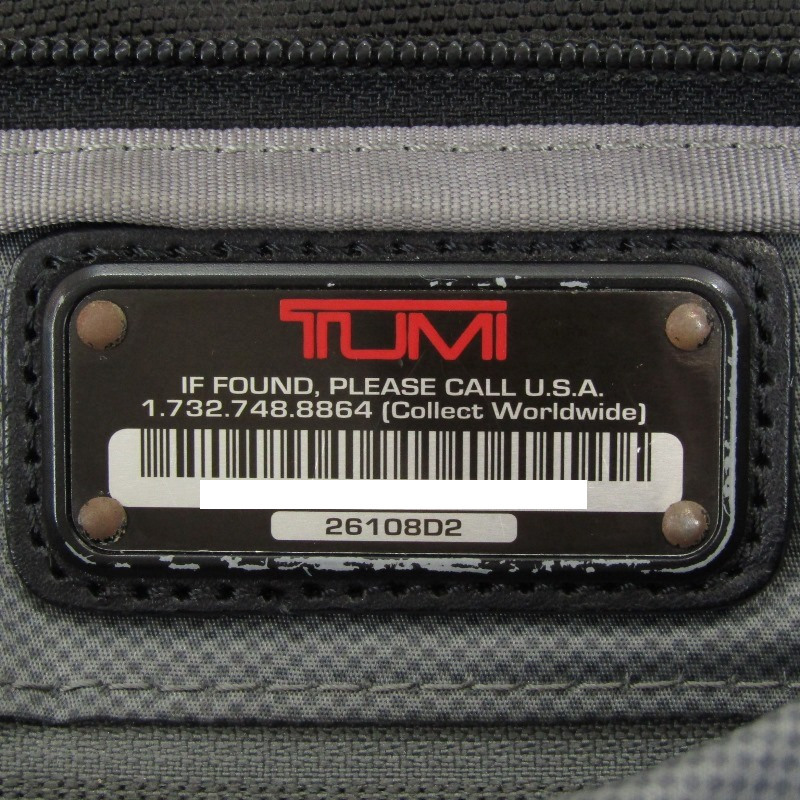 TUMI
IF FOUND, PLEASE CALL U.S.A.
1.732.748.8864 (Collect Worldwide)
26108D2